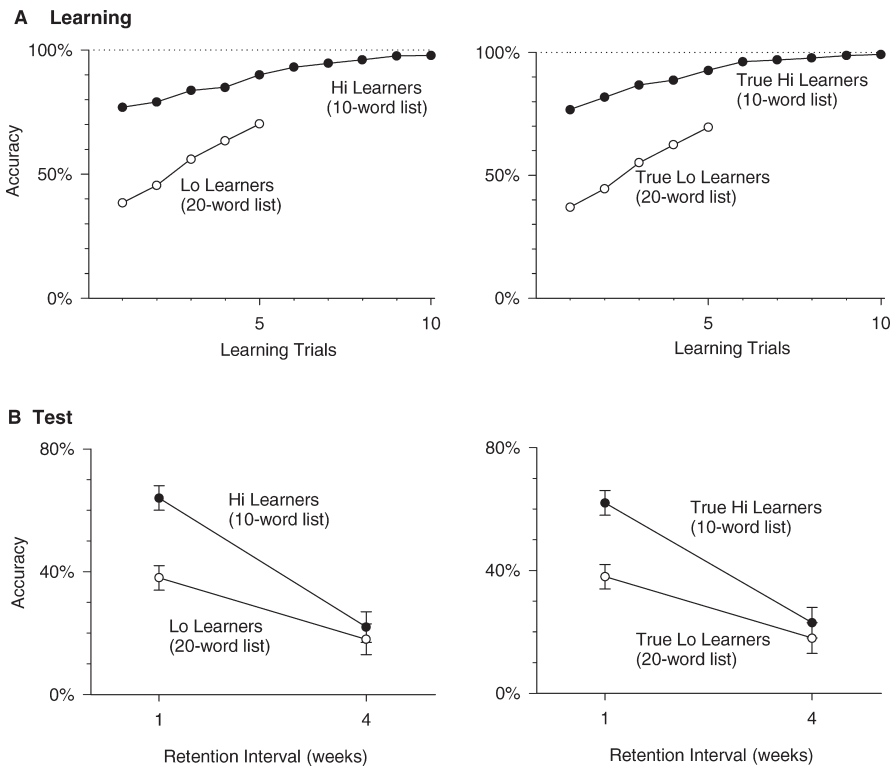 A Learning
100%
50%
0%
Accuracy
Hi Learners
(10-word list)
Lo Learners
(20-word list)
5
10
Learning Trials
100%
50%
0%
True Hi Learners
(10-word list)
True Lo Learners
(20-word list)
5
10
Learning Trials
B Test
80%
40%
0%
Accuracy
Hi Learners
(10-word list)
Lo Learners
(20-word list)
1
4
Retention Interval (weeks)
80%
40%
0%
True Hi Learners
(10-word list)
True Lo Learners
(20-word list)
1
4
Retention Interval (weeks)